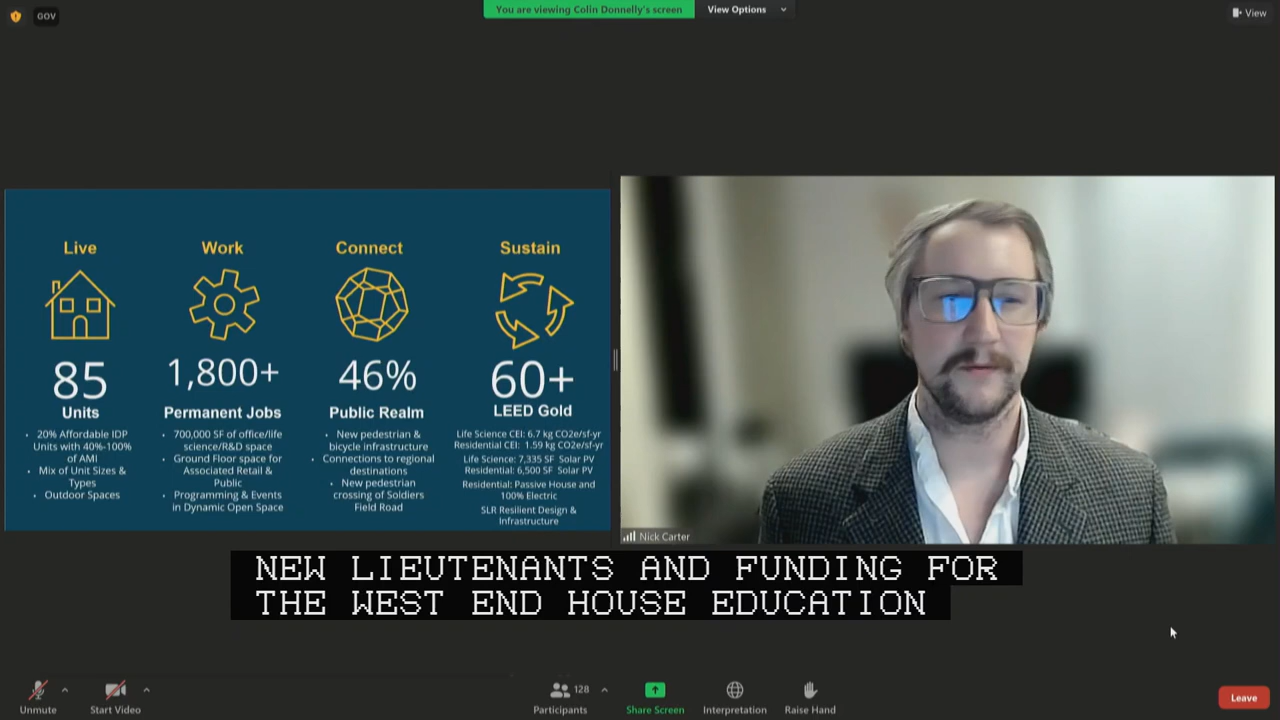 GOV
You are viewing Colin Donnelly's screen
View Options
View
Live
Work
Connect
Sustain
85
1,800+
46%
60+
Units
Permanent Jobs
Public Realm
LEED Gold
• 20% Affordable IDP
Units with 40%-100%
of AMI
• Mix of Unit Sizes &
Types
• Outdoor Spaces
• 700,000 SF of office/life
science/R&D space
• Ground Floor space for
Associated Retail &
Public
• Programming & Events
in Dynamic Open Space
• New pedestrian &
bicycle infrastructure
• Connections to regional
destinations
• New pedestrian
crossing of Soldiers
Field Road
Life Science CEI: 6.7 kg CO2e/sf-yr
Residential CEI: 1.59 kg CO2e/sf-yr
Life Science: 7,335 SF Solar PV
Residential: 6,500 SF Solar PV
Residential: Passive House and
100% Electric
SLR Resilient Design &
Infrastructure
Nick Carter
NEW LIEUTENANTS AND FUNDING FOR
THE WEST END HOUSE EDUCATION
Unmute
Start Video
128
Participants
Share Screen
Interpretation
Raise Hand
Leave